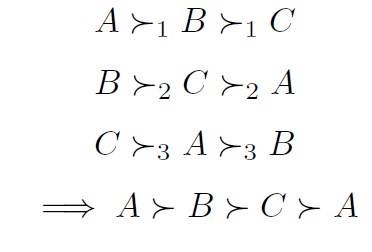 A ≻₁ B ≻₁ C
B ≻₂ C ≻₂ A
C ≻₃ A ≻₃ B
⟹ A ≻ B ≻ C ≻ A